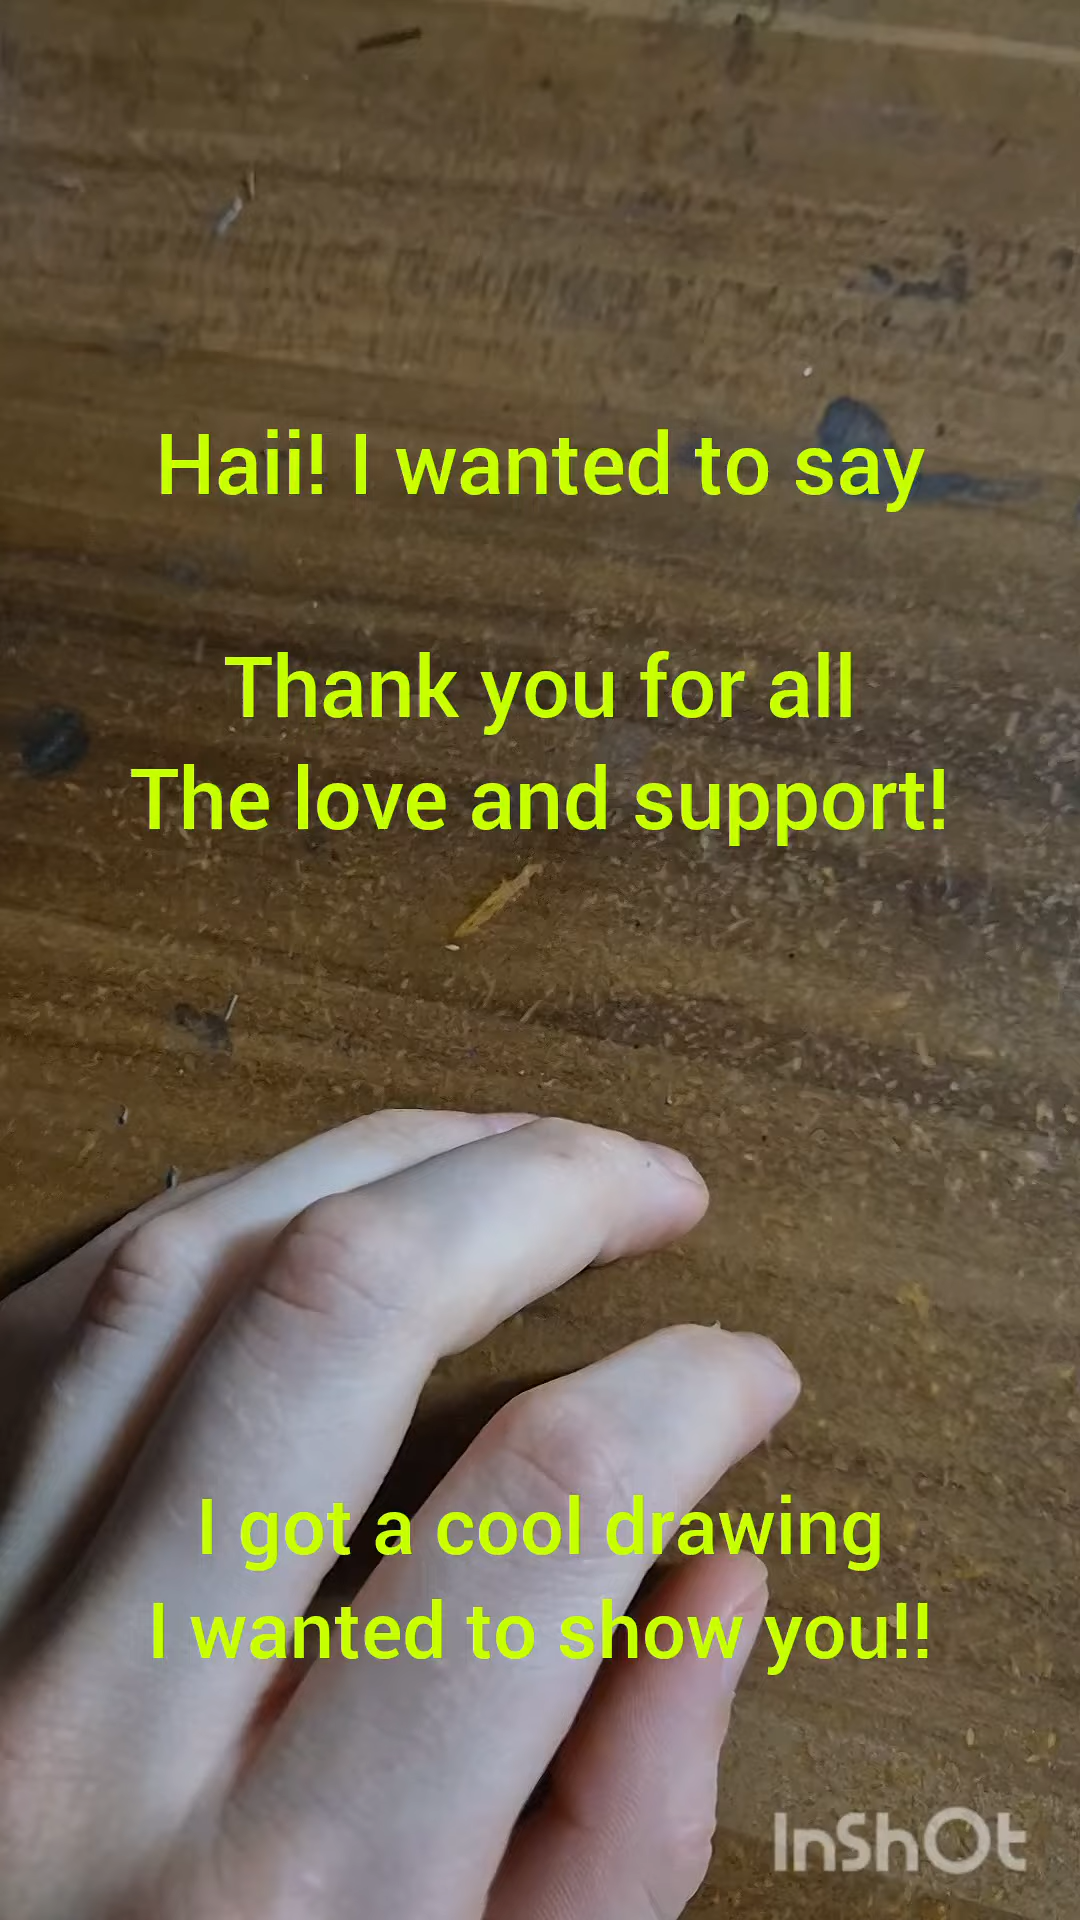 Haii! I wanted to say
Thank you for all
The love and support!
I got a cool drawing
I wanted to show you!!
InShOt